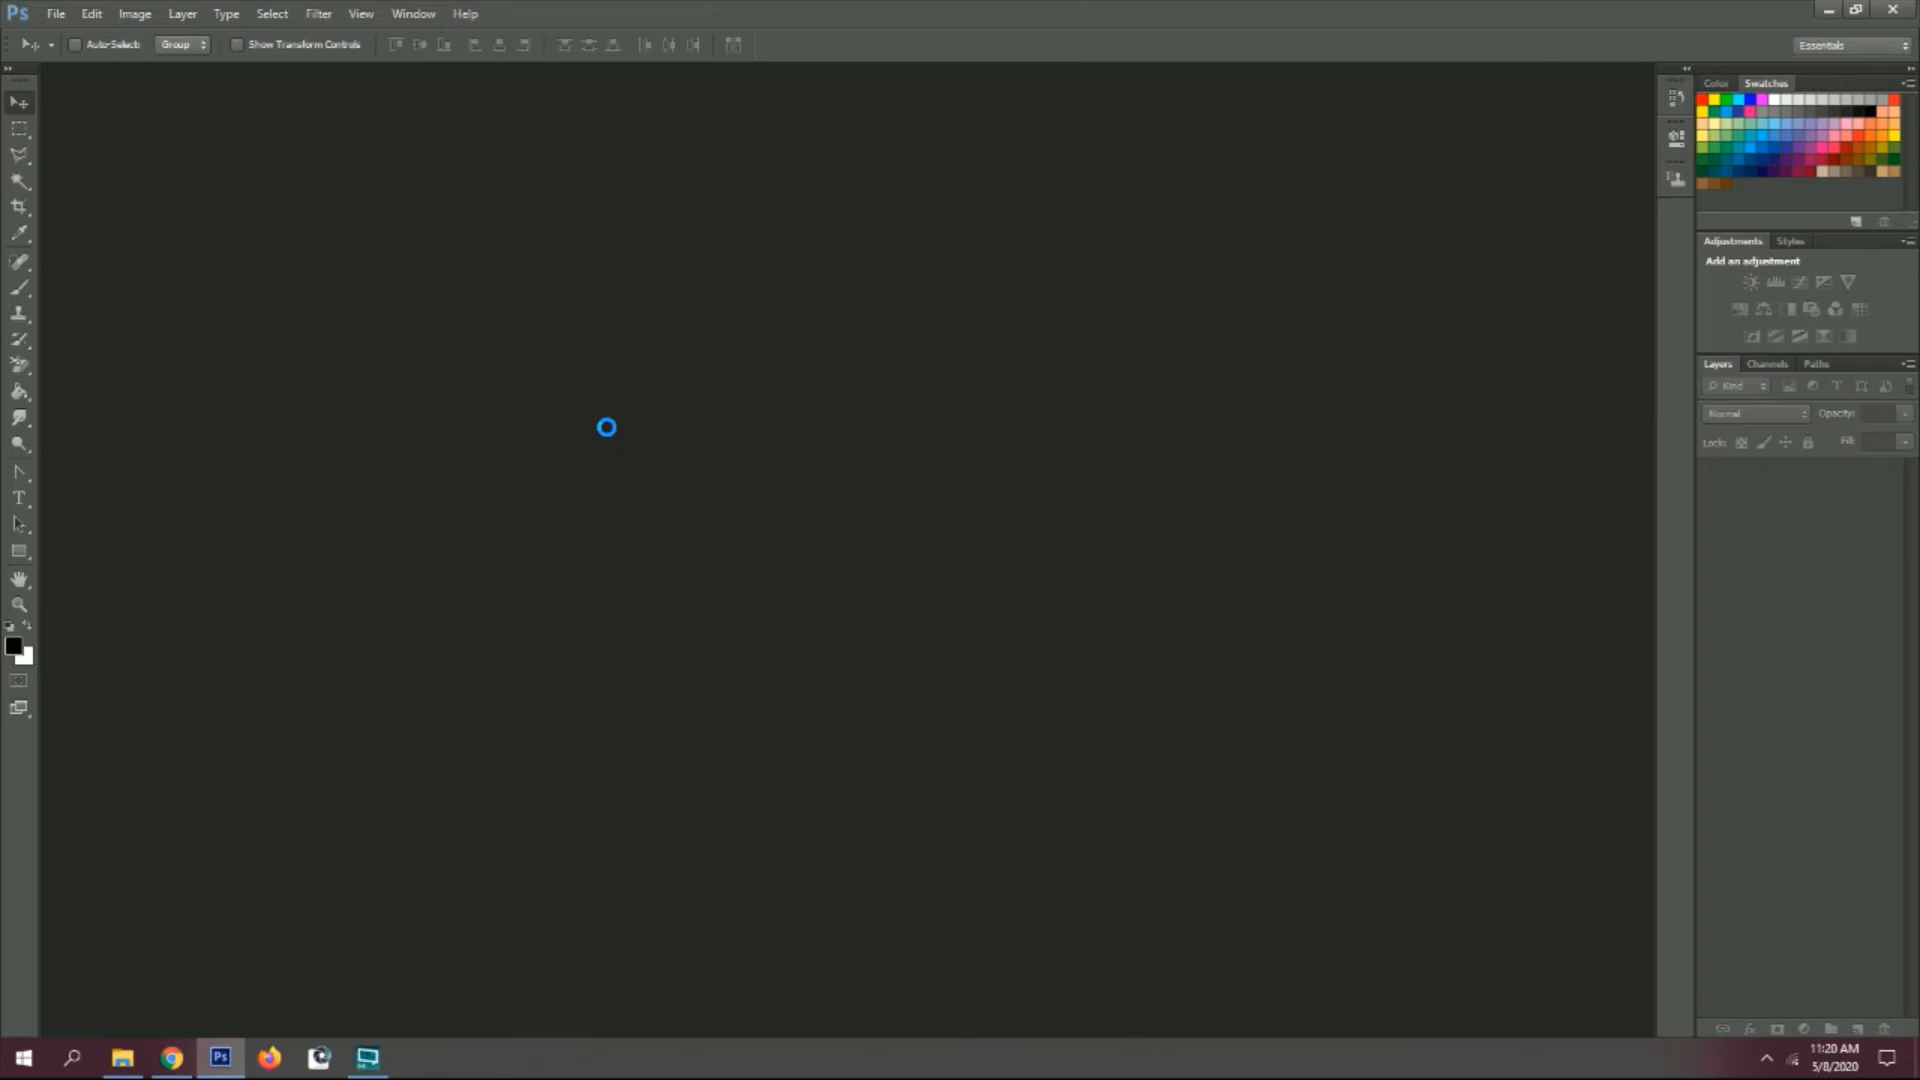 Ps File Edit Image Layer Type Select Filter View Window Help
Auto-Select: Group Show Transform Controls Essentials
Color Swatches
Adjustments Styles
Add an adjustment
Layers Channels Paths
Kind T
Normal Opacity:
Lock: Fill:
fx
T
Ps
11:20 AM
5/8/2020